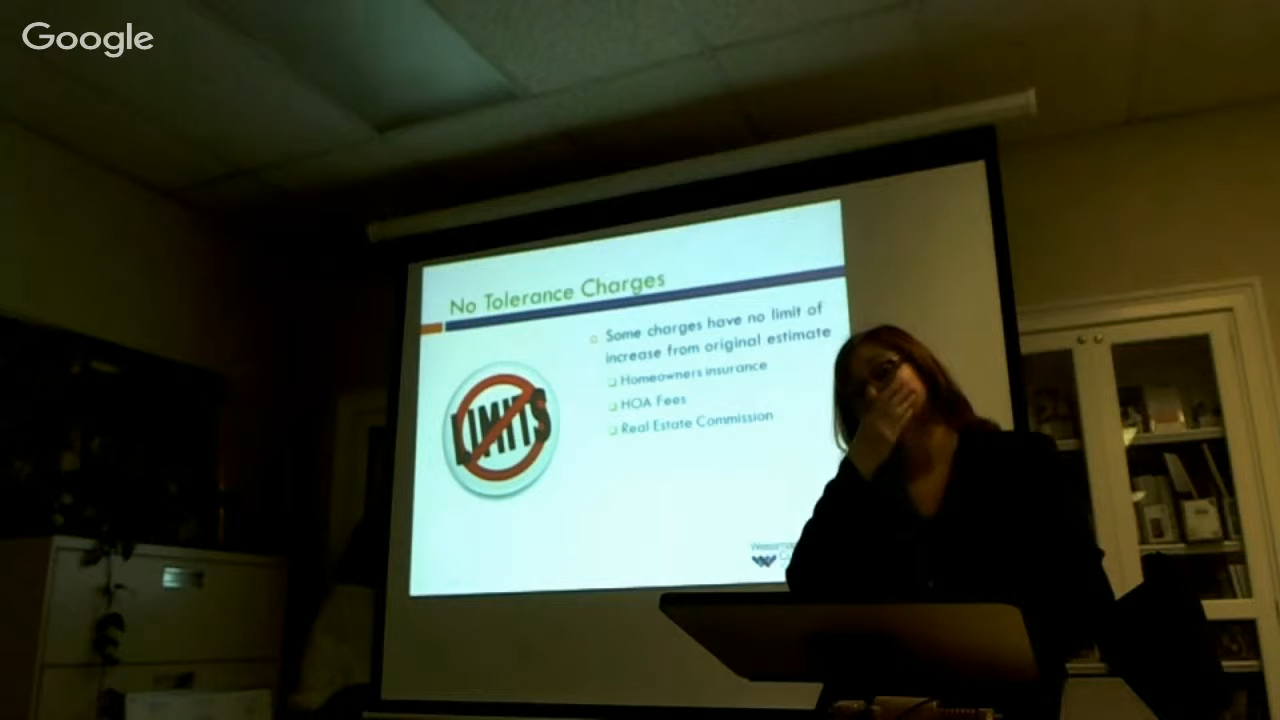 Google
No Tolerance Charges
Some charges have no limit of
increase from original estimate
Homeowners insurance
HOA Fees
Real Estate Commission
LIMITS